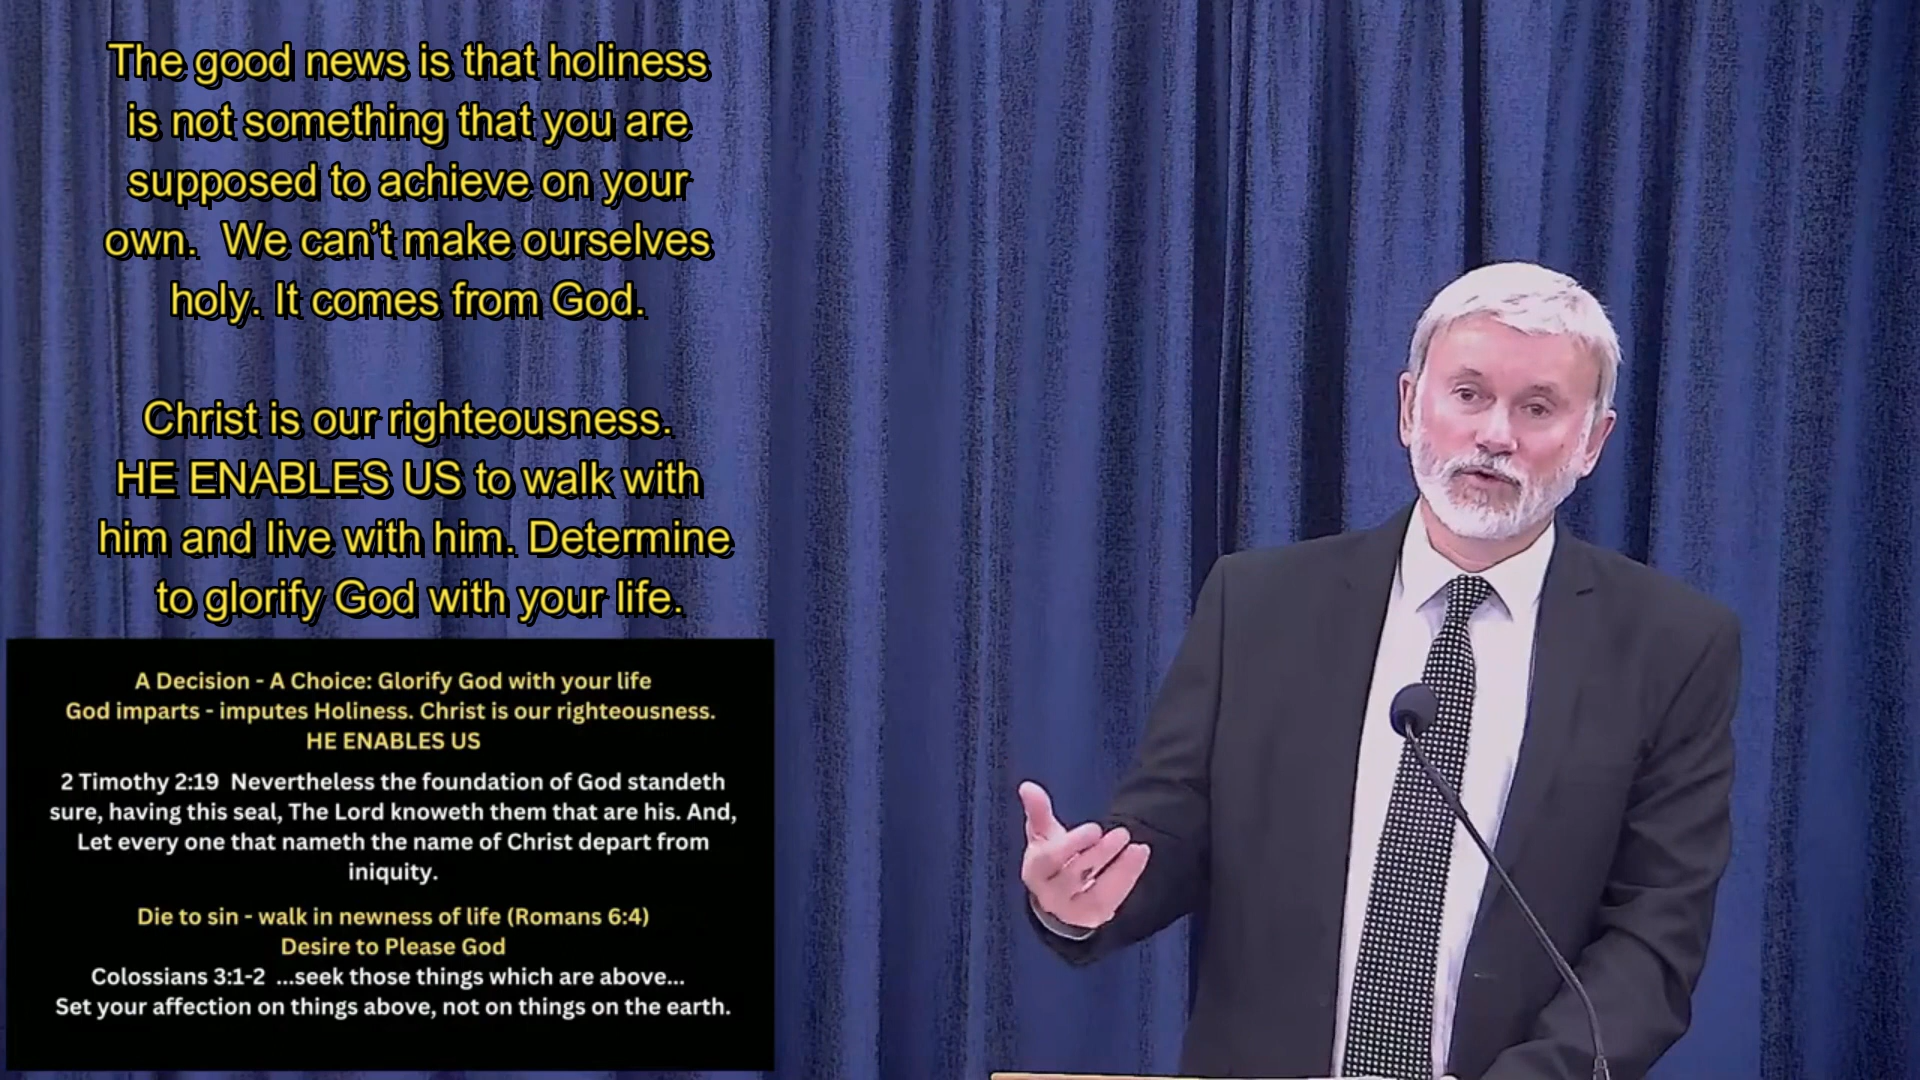 The good news is that holiness
is not something that you are
supposed to achieve on your
own.  We can’t make ourselves
holy. It comes from God.
Christ is our righteousness.
HE ENABLES US to walk with
him and live with him. Determine
to glorify God with your life.
A Decision - A Choice: Glorify God with your life
God imparts - imputes Holiness. Christ is our righteousness.
HE ENABLES US
2 Timothy 2:19  Nevertheless the foundation of God standeth
sure, having this seal, The Lord knoweth them that are his. And,
Let every one that nameth the name of Christ depart from
iniquity.
Die to sin - walk in newness of life (Romans 6:4)
Desire to Please God
Colossians 3:1-2  ...seek those things which are above...
Set your affection on things above, not on things on the earth.